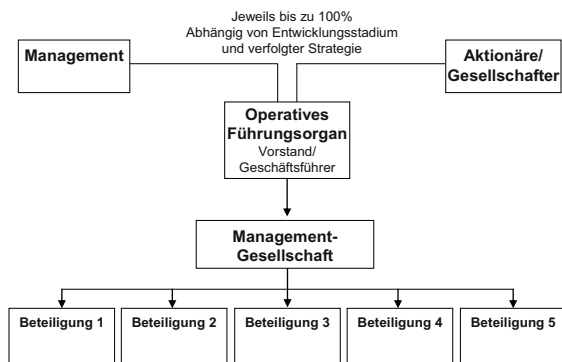 Jeweils bis zu 100%
Abhängig von Entwicklungsstadium
und verfolgter Strategie
Management
Aktionäre/
Gesellschafter
Operatives
Führungsorgan
Vorstand/
Geschäftsführer
Management-
Gesellschaft
Beteiligung 1
Beteiligung 2
Beteiligung 3
Beteiligung 4
Beteiligung 5